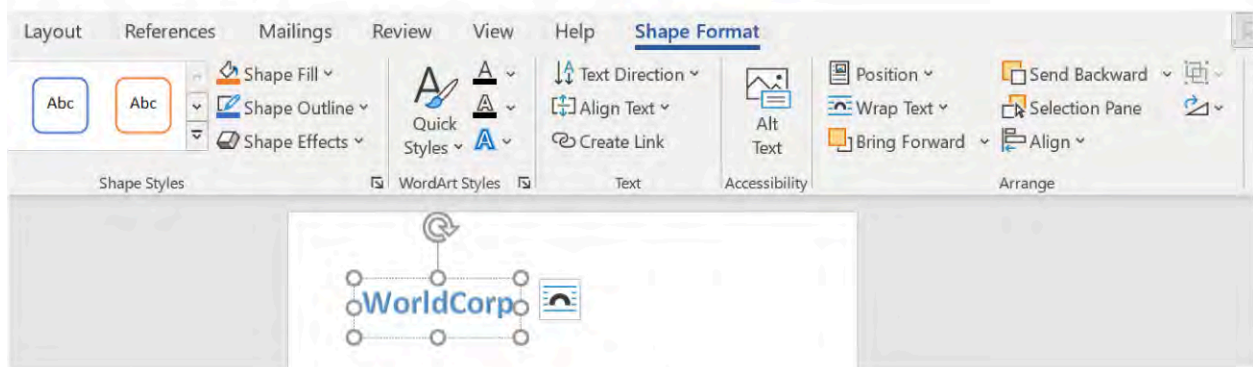 Layout References Mailings Review View Help Shape Format
Abc Abc
Shape Fill
Shape Outline
Shape Effects
Shape Styles
Quick
Styles
A
A
A
WordArt Styles
Text Direction
Align Text
Create Link
Text
Alt
Text
Accessibility
Position
Wrap Text
Bring Forward
Send Backward
Selection Pane
Align
Arrange
WorldCorp